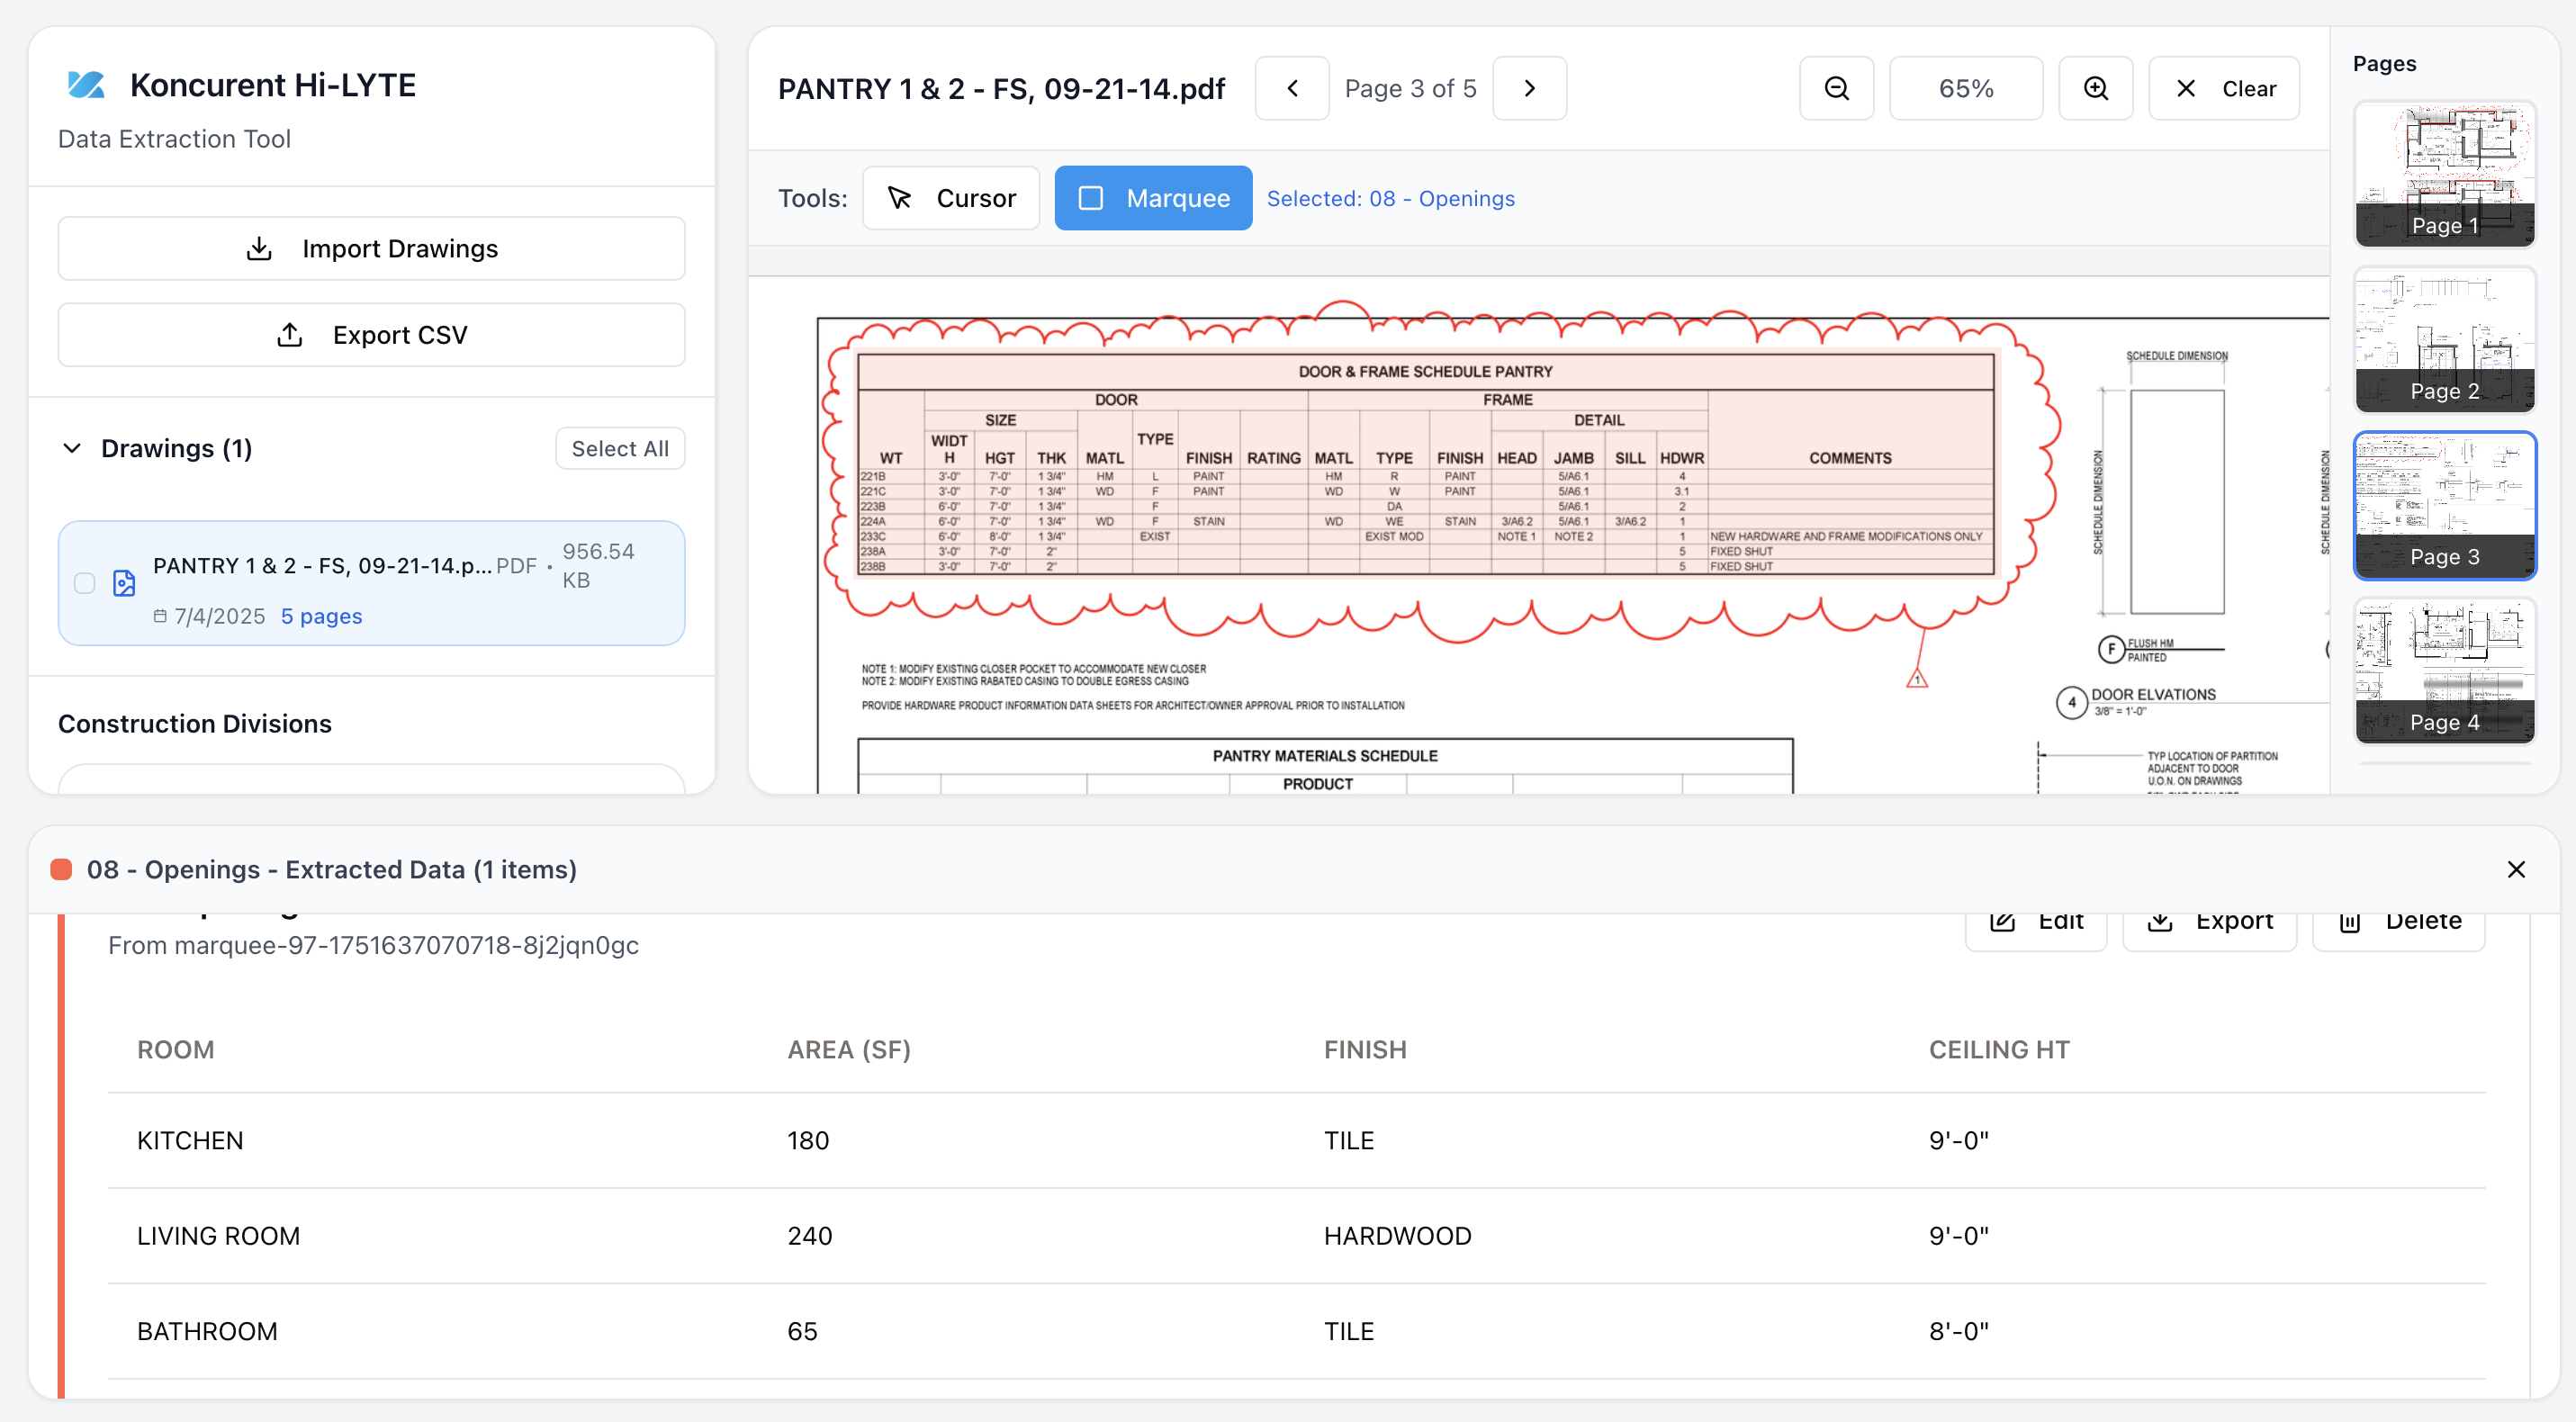 Koncurent Hi-LYTE
Data Extraction Tool
Import Drawings
Export CSV
Drawings (1)
Select All
PANTRY 1 & 2 - FS, 09-21-14.p... PDF • 956.54 KB
7/4/2025 5 pages
Construction Divisions
PANTRY 1 & 2 - FS, 09-21-14.pdf
Page 3 of 5
65%
Clear
Tools: Cursor Marquee Selected: 08 - Openings
DOOR & FRAME SCHEDULE PANTRY
DOOR FRAME
SIZE DETAIL
WT WIDTH HGT THK MATL TYPE FINISH RATING MATL TYPE FINISH HEAD JAMB SILL HDWR COMMENTS
221B 3'-0" 7'-0" 1 3/4" HM L PAINT HM R PAINT 5/A6.1 4
221C 3'-0" 7'-0" 1 3/4" WD F PAINT WD W PAINT 5/A6.1 3.1
223B 6'-0" 7'-0" 1 3/4" F DA 5/A6.1 2
224A 6'-0" 7'-0" 1 3/4" WD F STAIN WD WE STAIN 3/A6.2 5/A6.1 3/A6.2 1
233C 6'-0" 8'-0" 1 3/4" EXIST EXIST MOD NOTE 1 NOTE 2 1 NEW HARDWARE AND FRAME MODIFICATIONS ONLY
238A 3'-0" 7'-0" 2" 5 FIXED SHUT
238B 3'-0" 7'-0" 2" 5 FIXED SHUT
1
NOTE 1: MODIFY EXISTING CLOSER POCKET TO ACCOMMODATE NEW CLOSER
NOTE 2: MODIFY EXISTING RABATED CASING TO DOUBLE EGRESS CASING
PROVIDE HARDWARE PRODUCT INFORMATION DATA SHEETS FOR ARCHITECT/OWNER APPROVAL PRIOR TO INSTALLATION
PANTRY MATERIALS SCHEDULE
PRODUCT
SCHEDULE DIMENSION
SCHEDULE DIMENSION
SCHEDULE DIMENSION
F FLUSH HM
PAINTED
4 DOOR ELVATIONS
3/8" = 1'-0"
TYP LOCATION OF PARTITION
ADJACENT TO DOOR
U.O.N. ON DRAWINGS
Pages
Page 1
Page 2
Page 3
Page 4
08 - Openings - Extracted Data (1 items)
From marquee-97-1751637070718-8j2jqn0gc
Edit Export Delete
ROOM AREA (SF) FINISH CEILING HT
KITCHEN 180 TILE 9'-0"
LIVING ROOM 240 HARDWOOD 9'-0"
BATHROOM 65 TILE 8'-0"